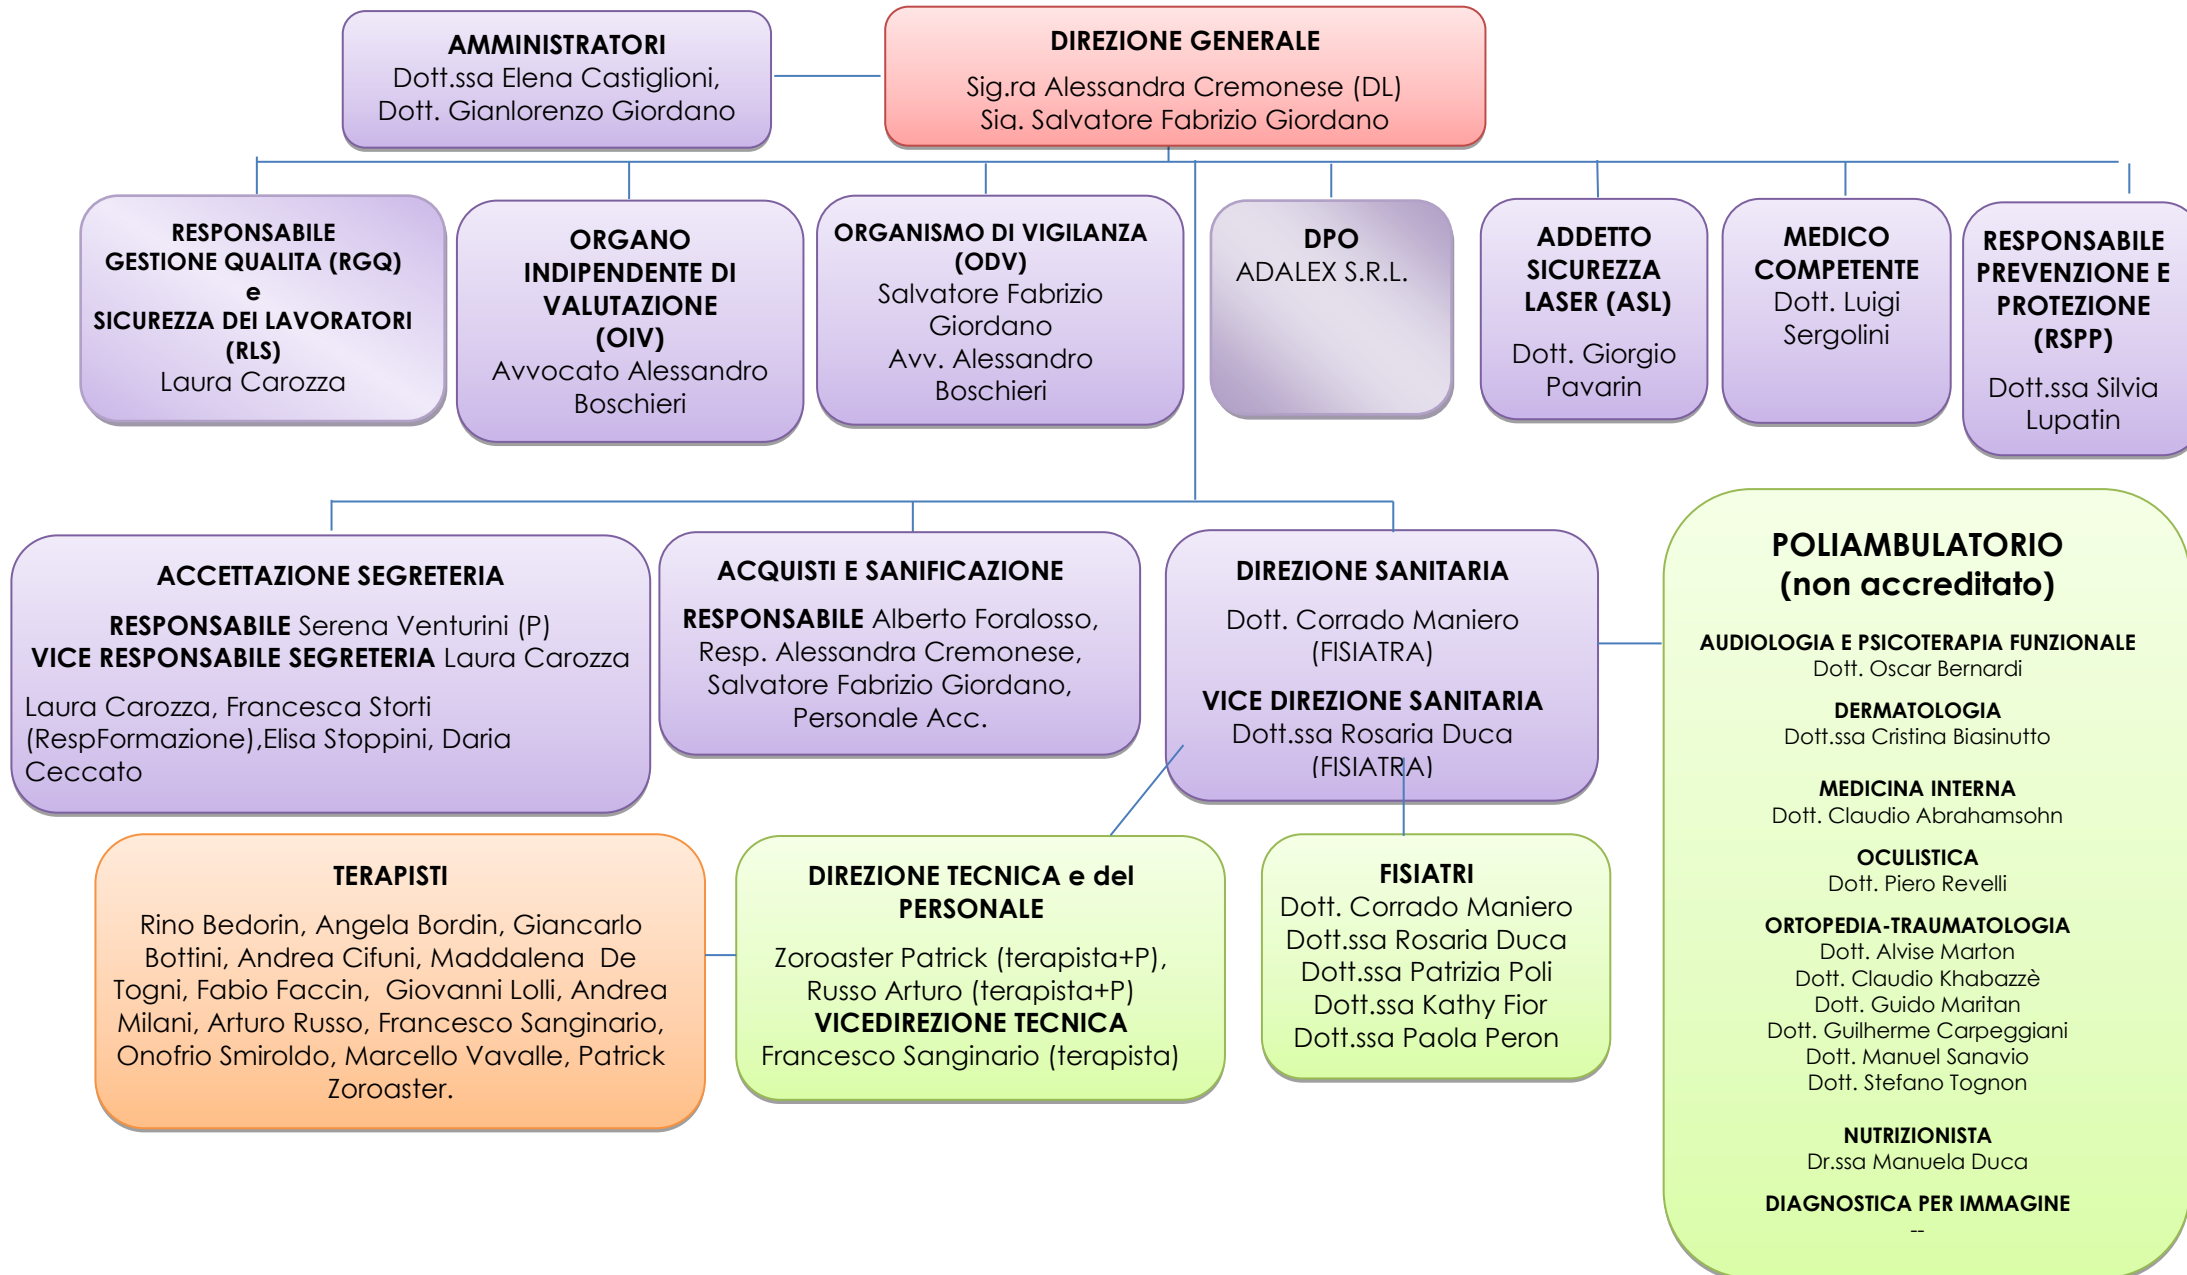 AMMINISTRATORI
Dott.ssa Elena Castiglioni,
Dott. Gianlorenzo Giordano
DIREZIONE GENERALE
Sig.ra Alessandra Cremonese (DL)
Sig. Salvatore Fabrizio Giordano
RESPONSABILE
GESTIONE QUALITA (RGQ)
e
SICUREZZA DEI LAVORATORI
(RLS)
Laura Carozza
ORGANO
INDIPENDENTE DI
VALUTAZIONE
(OIV)
Avvocato Alessandro
Boschieri
ORGANISMO DI VIGILANZA
(ODV)
Salvatore Fabrizio
Giordano
Avv. Alessandro
Boschieri
DPO
ADALEX S.R.L.
ADDETTO
SICUREZZA
LASER (ASL)
Dott. Giorgio
Pavarin
MEDICO
COMPETENTE
Dott. Luigi
Sergolini
RESPONSABILE
PREVENZIONE E
PROTEZIONE
(RSPP)
Dott.ssa Silvia
Lupatin
ACCETTAZIONE SEGRETERIA
RESPONSABILE Serena Venturini (P)
VICE RESPONSABILE SEGRETERIA Laura Carozza
Laura Carozza, Francesca Storti
(RespFormazione),Elisa Stoppini, Daria
Ceccato
ACQUISTI E SANIFICAZIONE
RESPONSABILE Alberto Foralosso,
Resp. Alessandra Cremonese,
Salvatore Fabrizio Giordano,
Personale Acc.
DIREZIONE SANITARIA
Dott. Corrado Maniero
(FISIATRA)
VICE DIREZIONE SANITARIA
Dott.ssa Rosaria Duca
(FISIATRA)
POLIAMBULATORIO
(non accreditato)
AUDIOLOGIA E PSICOTERAPIA FUNZIONALE
Dott. Oscar Bernardi
DERMATOLOGIA
Dott.ssa Cristina Biasinutto
MEDICINA INTERNA
Dott. Claudio Abrahamsohn
OCULISTICA
Dott. Piero Revelli
ORTOPEDIA-TRAUMATOLOGIA
Dott. Alvise Marton
Dott. Claudio Khabazzè
Dott. Guido Maritan
Dott. Guilherme Carpeggiani
Dott. Manuel Sanavio
Dott. Stefano Tognon
NUTRIZIONISTA
Dr.ssa Manuela Duca
DIAGNOSTICA PER IMMAGINE
--
TERAPISTI
Rino Bedorin, Angela Bordin, Giancarlo
Bottini, Andrea Cifuni, Maddalena De
Togni, Fabio Faccin, Giovanni Lolli, Andrea
Milani, Arturo Russo, Francesco Sanginario,
Onofrio Smiroldo, Marcello Vavalle, Patrick
Zoroaster.
DIREZIONE TECNICA e del
PERSONALE
Zoroaster Patrick (terapista+P),
Russo Arturo (terapista+P)
VICEDIREZIONE TECNICA
Francesco Sanginario (terapista)
FISIATRI
Dott. Corrado Maniero
Dott.ssa Rosaria Duca
Dott.ssa Patrizia Poli
Dott.ssa Kathy Fior
Dott.ssa Paola Peron